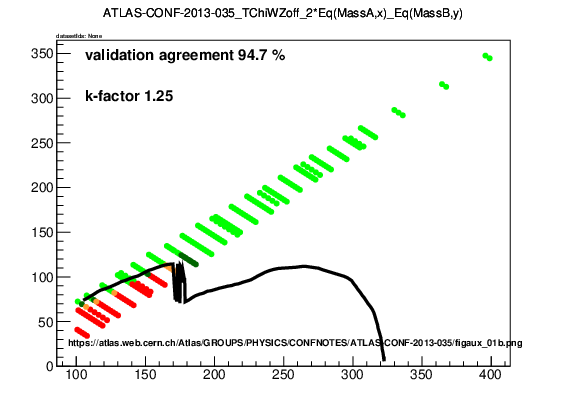 ATLAS-CONF-2013-035_TChiWZoff_2*Eq(MassA,x)_Eq(MassB,y)
datasetIds: None
validation agreement 94.7 %
k-factor 1.25
350
300
250
200
150
100
50
0
https://atlas.web.cern.ch/Atlas/GROUPS/PHYSICS/CONFNOTES/ATLAS-CONF-2013-035/figaux_01b.png
100 150 200 250 300 350 400